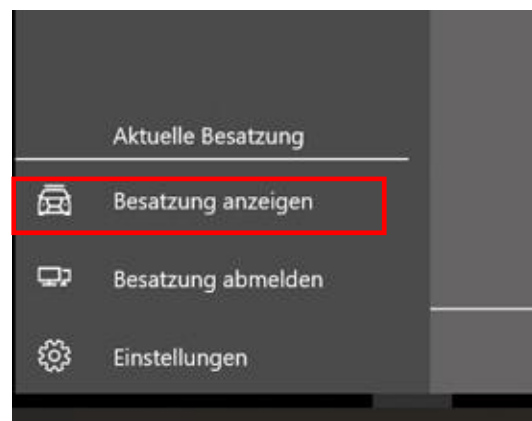 Aktuelle Besatzung
Besatzung anzeigen
Besatzung abmelden
Einstellungen